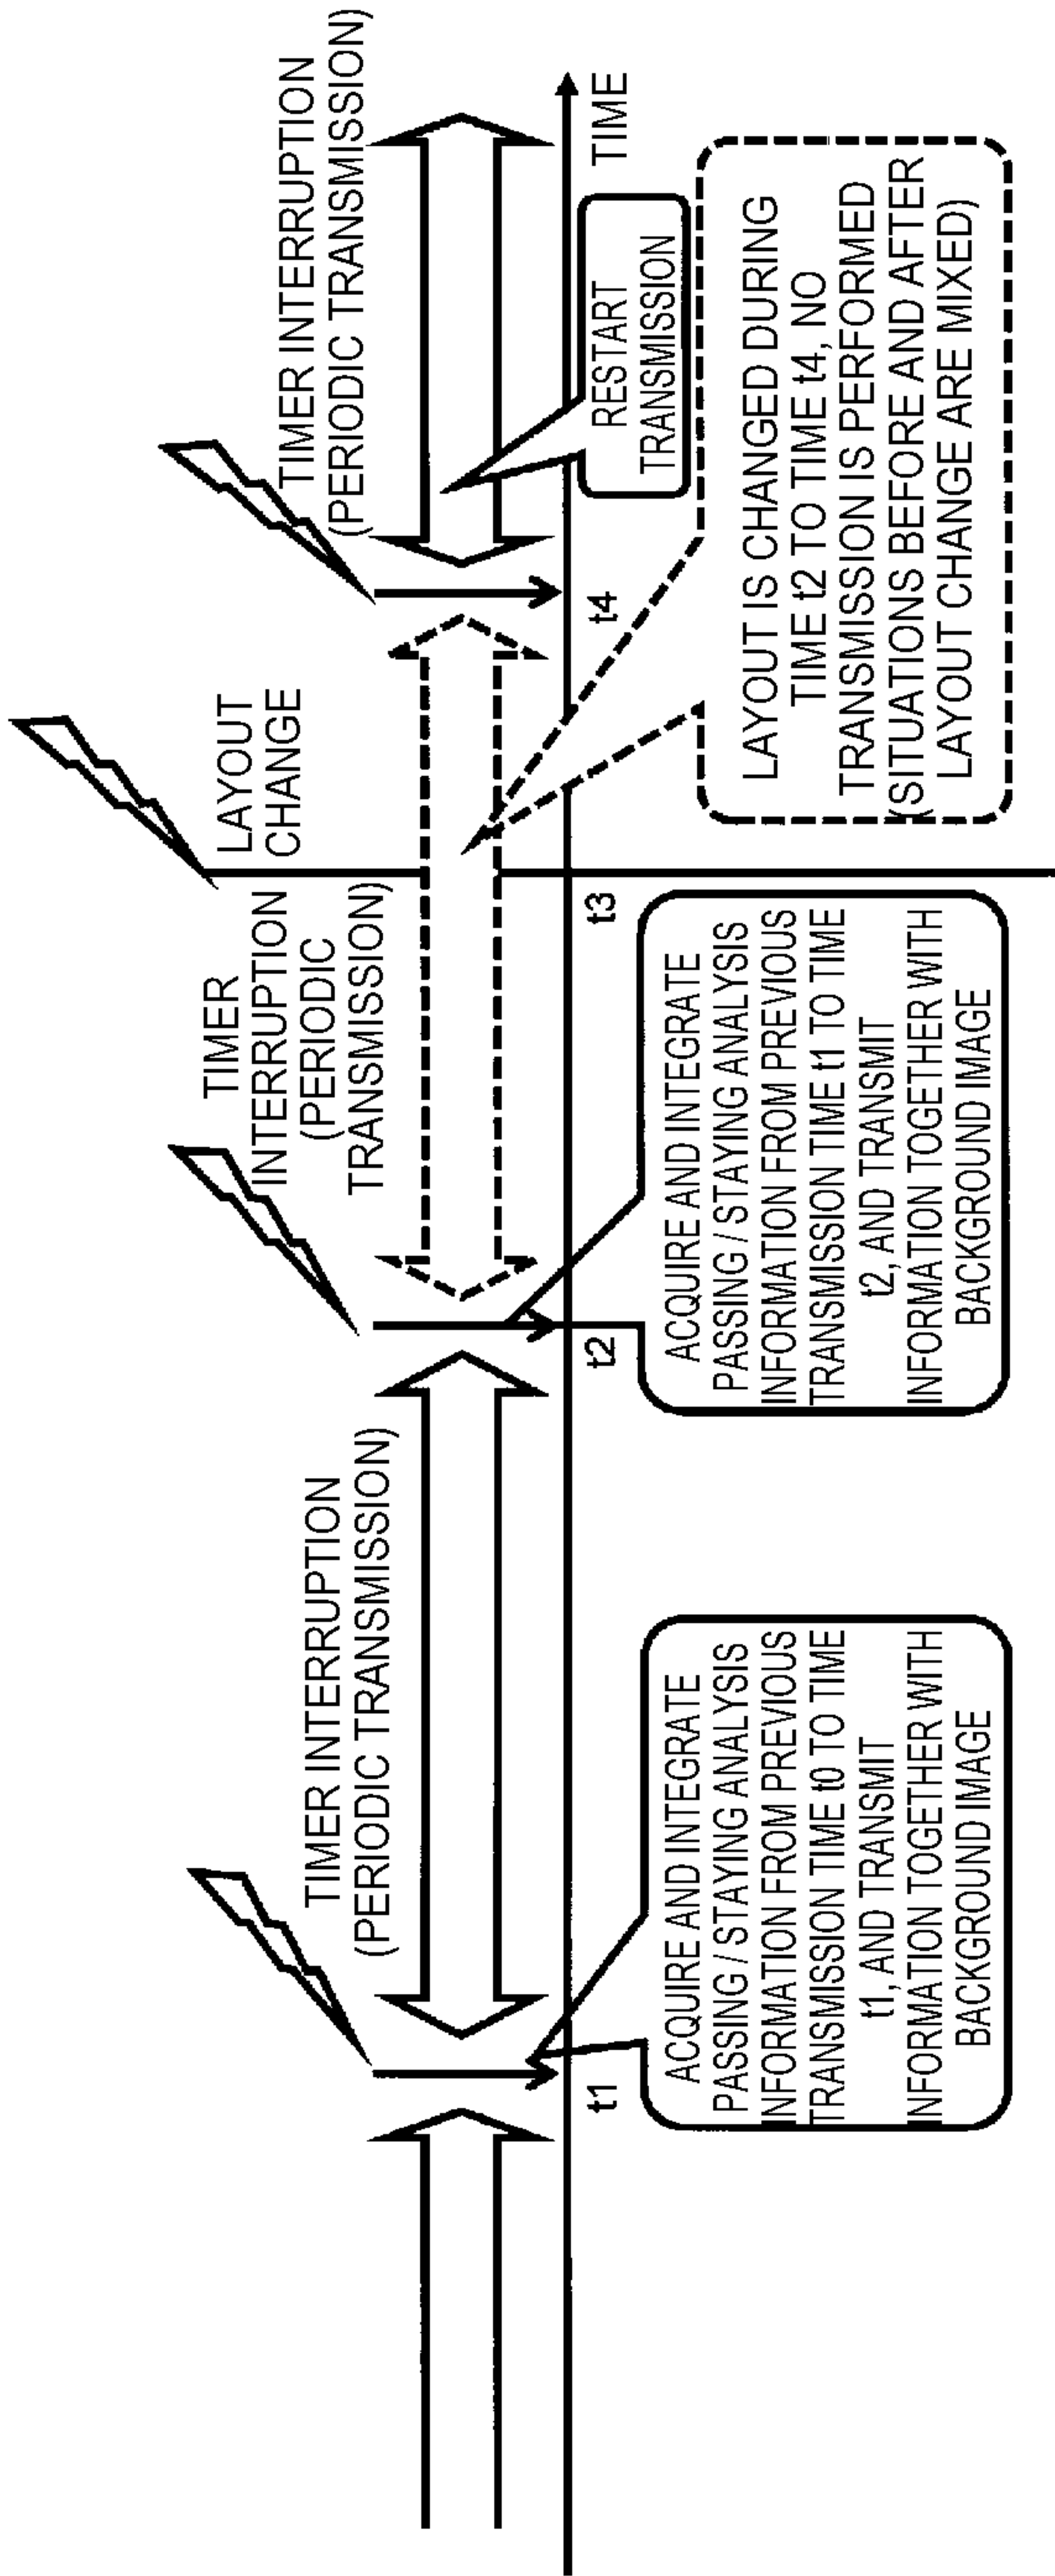 TIMER INTERRUPTION
(PERIODIC TRANSMISSION)
TIMER
INTERRUPTION
(PERIODIC
TRANSMISSION)
LAYOUT
CHANGE
TIMER INTERRUPTION
(PERIODIC TRANSMISSION)
t1
t2
t3
t4
TIME
ACQUIRE AND INTEGRATE
PASSING / STAYING ANALYSIS
INFORMATION FROM PREVIOUS
TRANSMISSION TIME t0 TO TIME
t1, AND TRANSMIT
INFORMATION TOGETHER WITH
BACKGROUND IMAGE
ACQUIRE AND INTEGRATE
PASSING / STAYING ANALYSIS
INFORMATION FROM PREVIOUS
TRANSMISSION TIME t1 TO TIME
t2, AND TRANSMIT
INFORMATION TOGETHER WITH
BACKGROUND IMAGE
RESTART
TRANSMISSION
LAYOUT IS CHANGED DURING
TIME t2 TO TIME t4, NO
TRANSMISSION IS PERFORMED
(SITUATIONS BEFORE AND AFTER
LAYOUT CHANGE ARE MIXED)